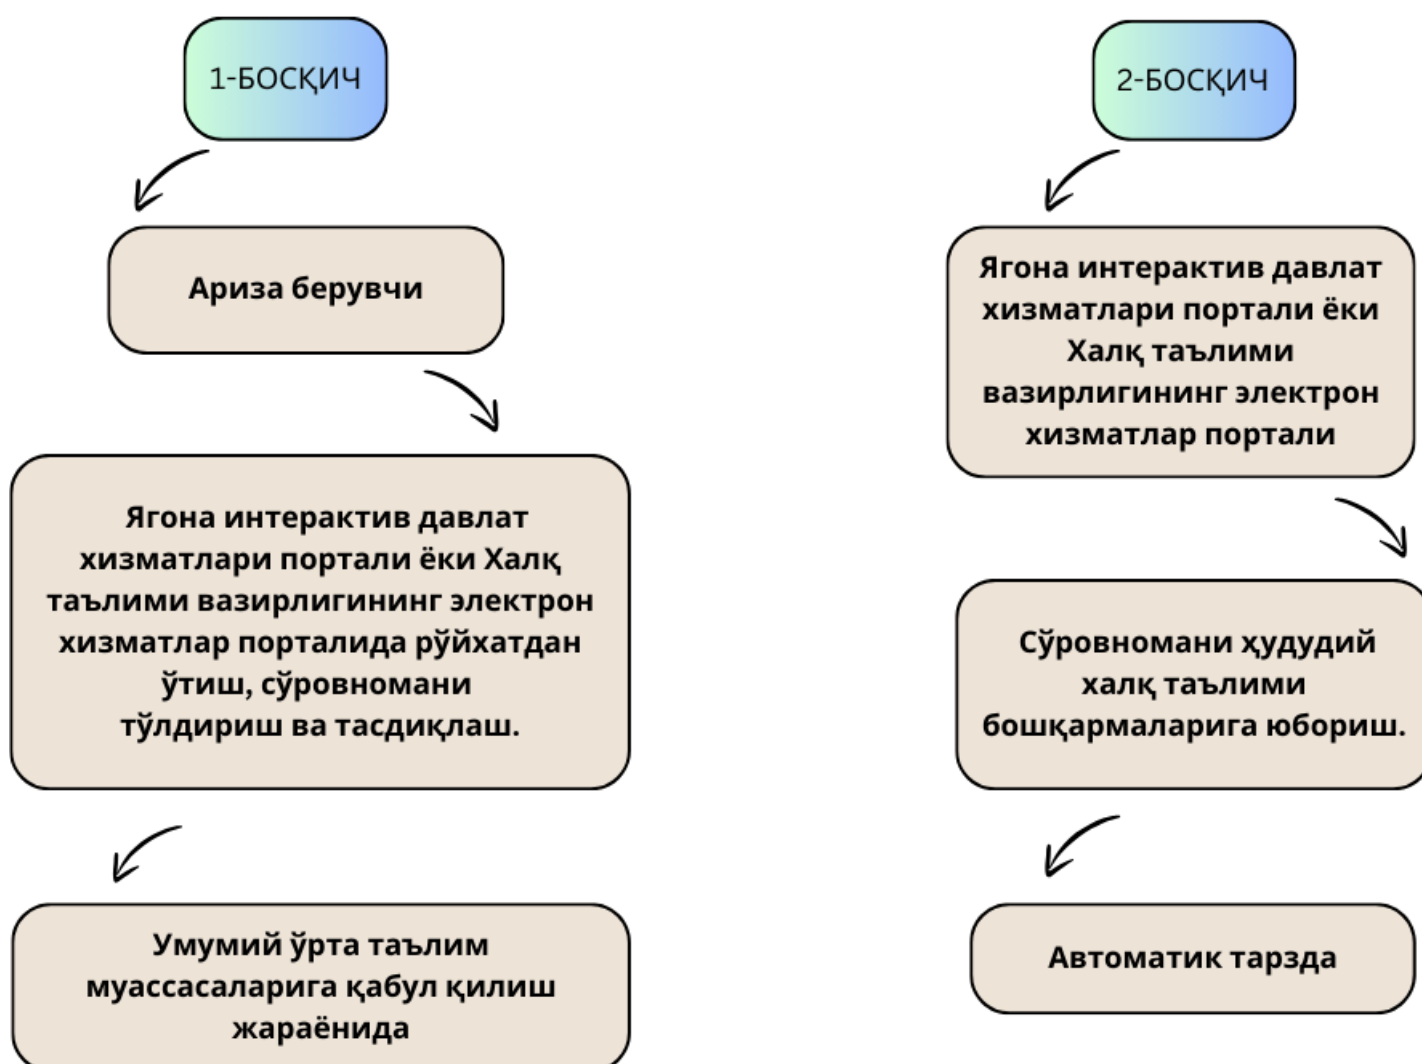 1-БОСҚИЧ
Ариза берувчи
Ягона интерактив давлат
хизматлари портали ёки Халқ
таълими вазирлигининг электрон
хизматлар порталида рўйхатдан
ўтиш, сўровномани
тўлдириш ва тасдиқлаш.
Умумий ўрта таълим
муассасаларига қабул қилиш
жараёнида
2-БОСҚИЧ
Ягона интерактив давлат
хизматлари портали ёки
Халқ таълими
вазирлигининг электрон
хизматлар портали
Сўровномани ҳудудий
халқ таълими
бошқармаларига юбориш.
Автоматик тарзда